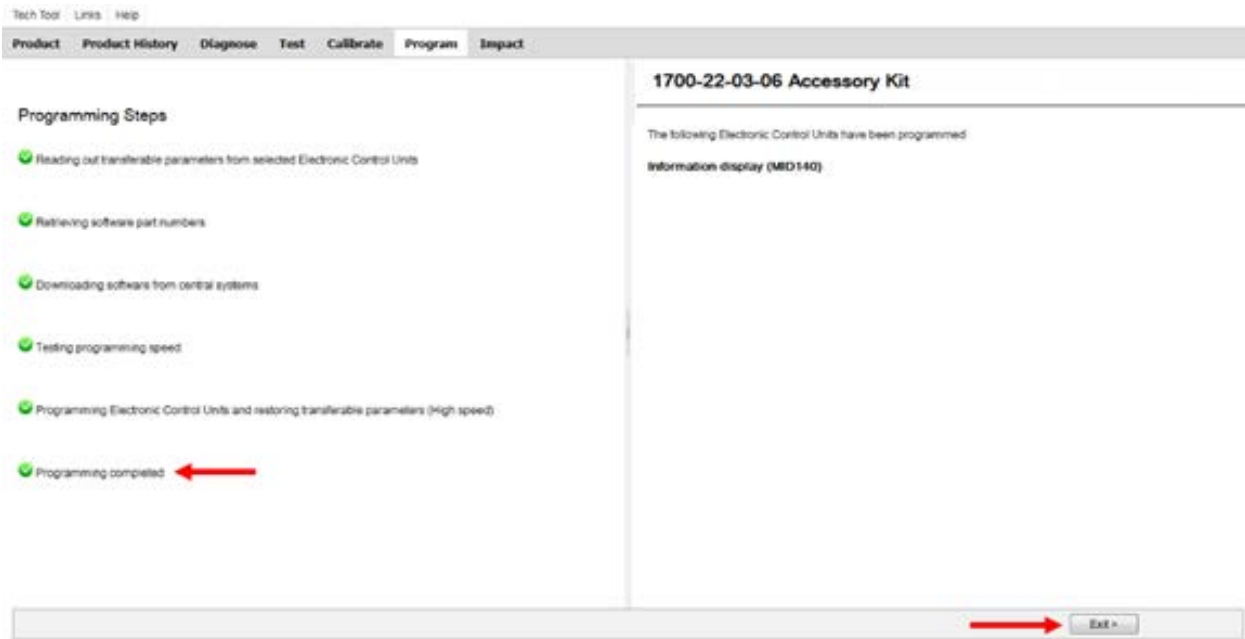 Tech Tool Links Help
Product Product History Diagnose Test Calibrate Program Impact
1700-22-03-06 Accessory Kit
Programming Steps
The following Electronic Control Units have been programmed
Reading out transferable parameters from selected Electronic Control Units
Information display (MID140)
Retrieving software part numbers
Downloading software from central systems
Testing programming speed
Programming Electronic Control Units and restoring transferable parameters (High speed)
Programming completed
Exit >